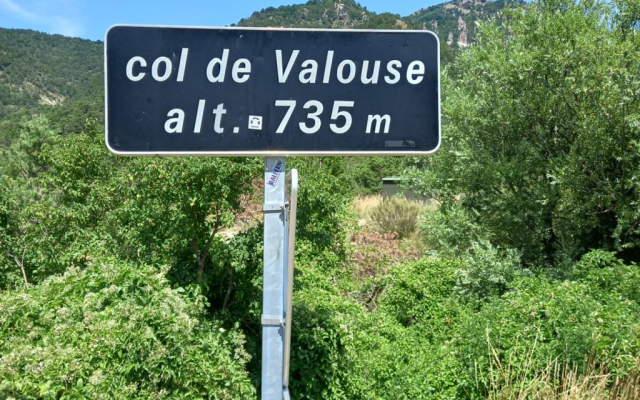 col de Valouse
alt. 735 m